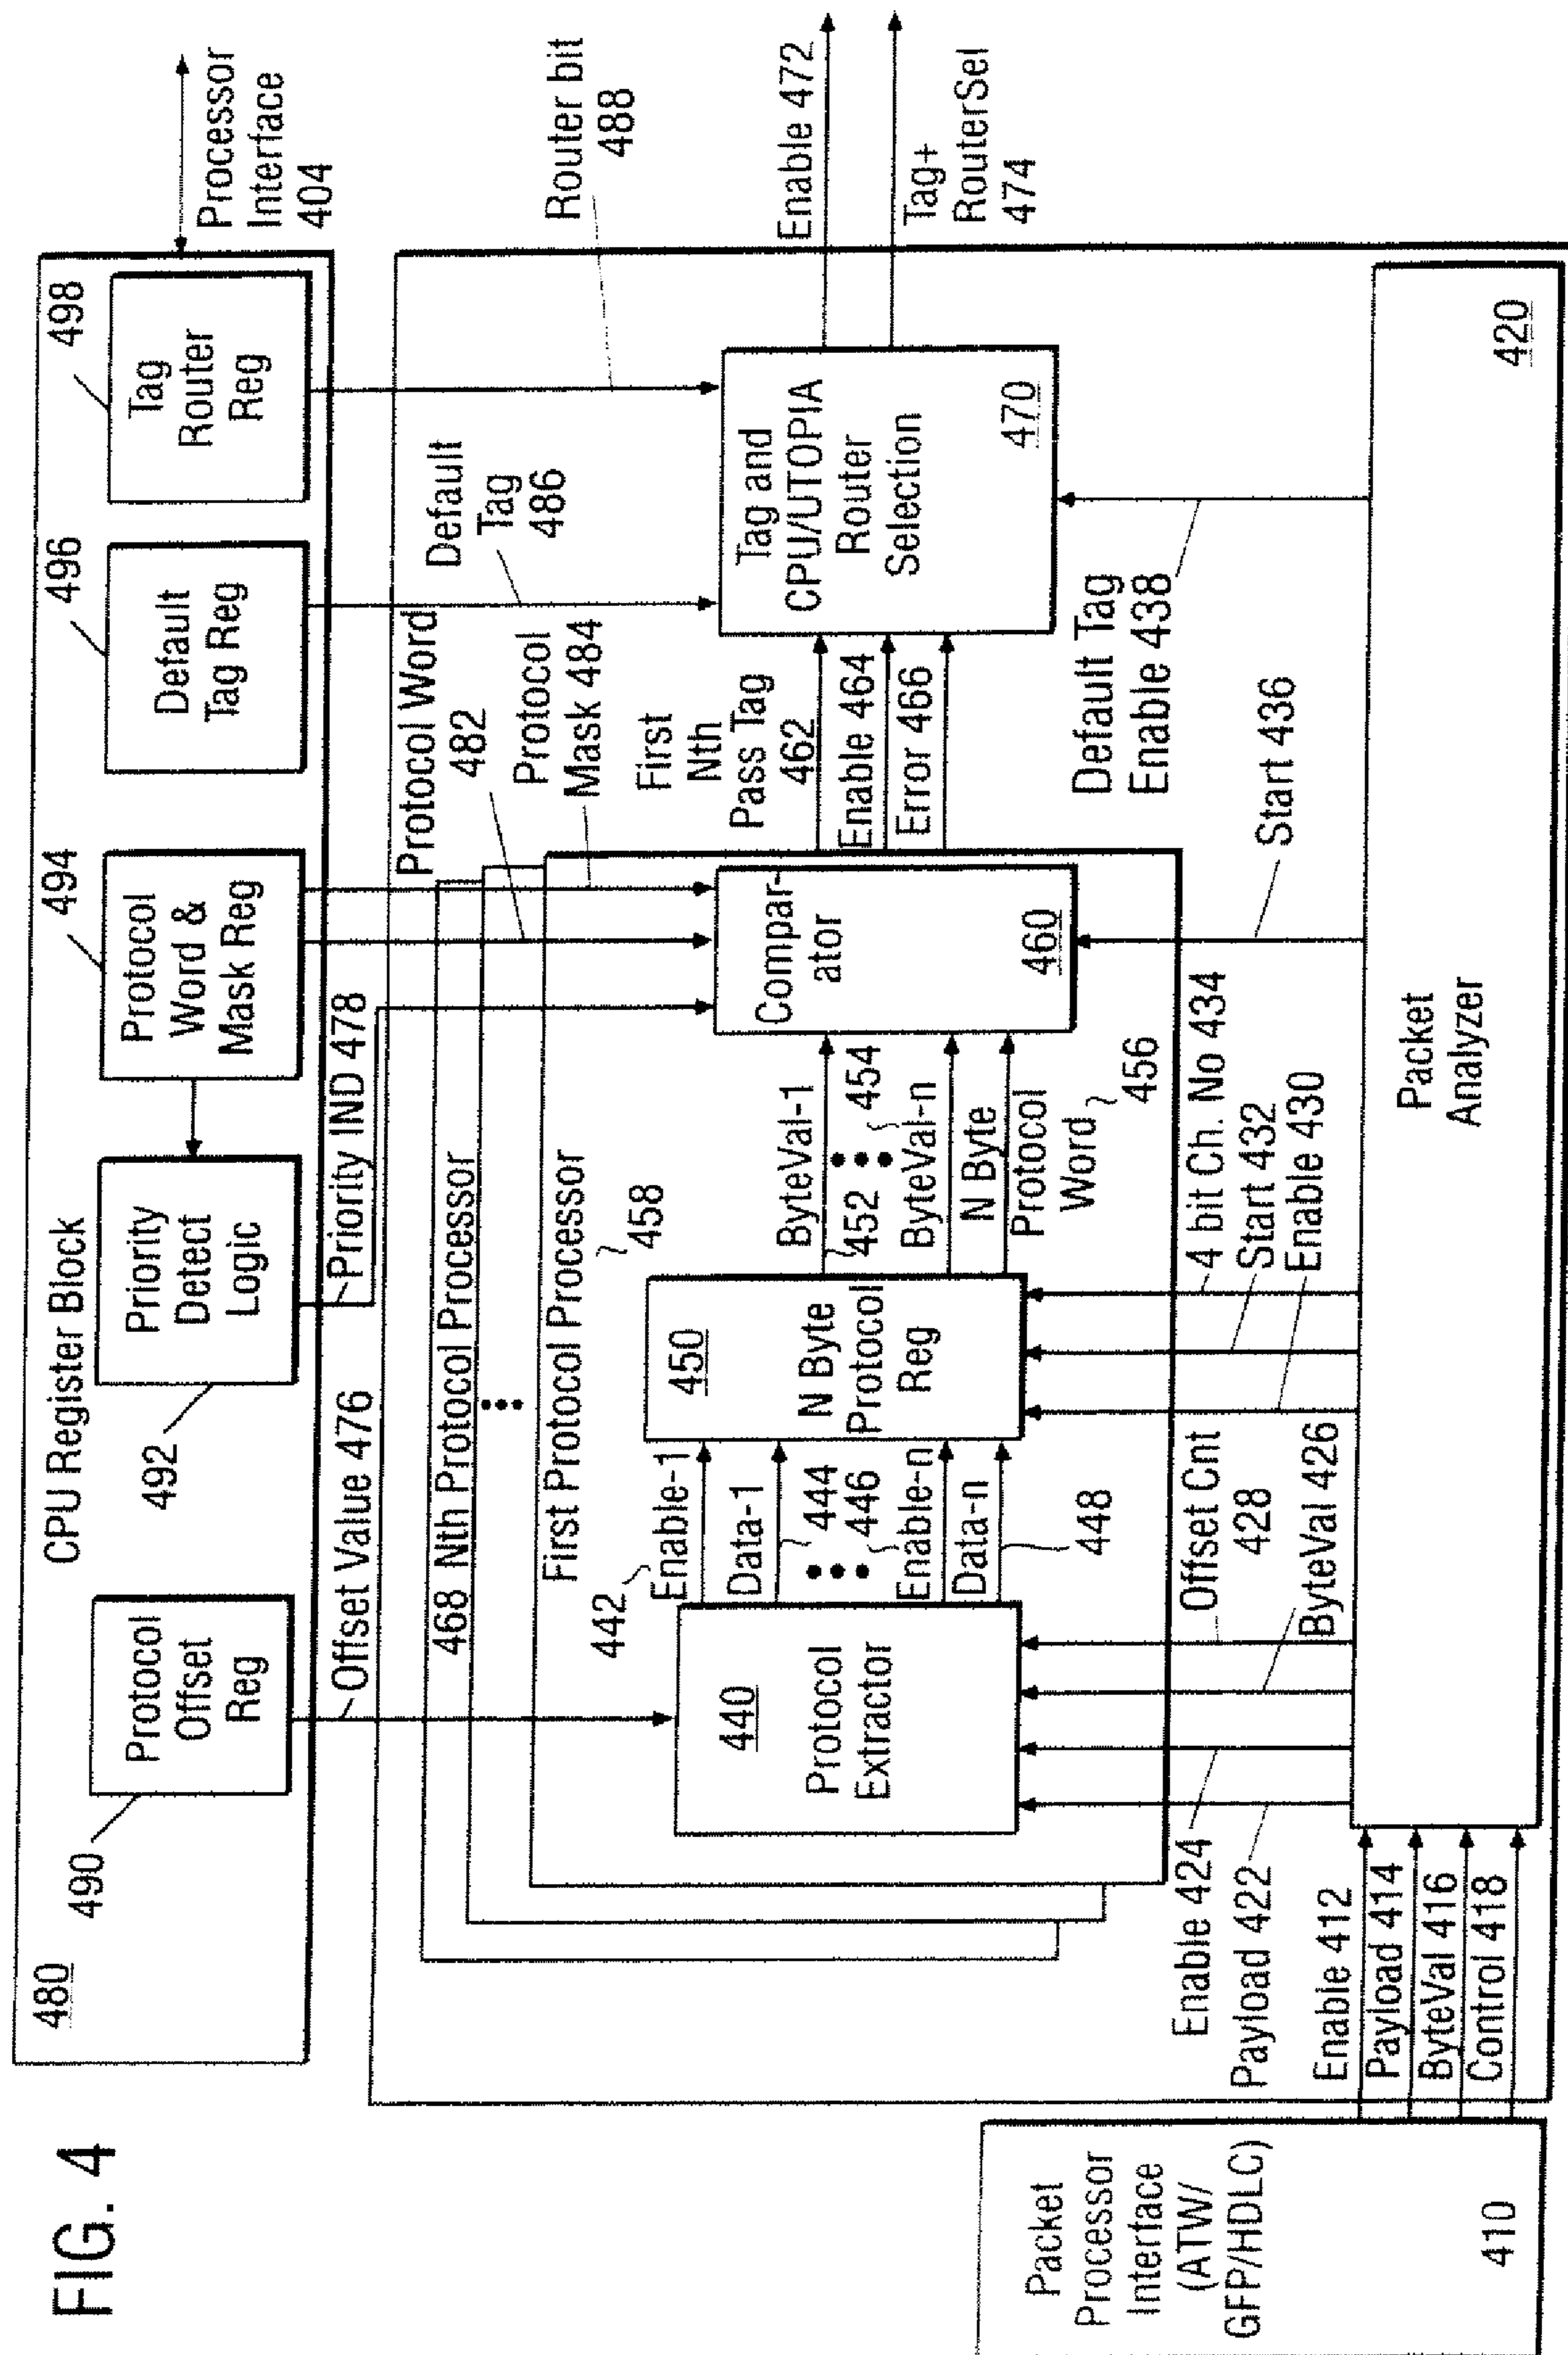 FIG. 4
480
CPU Register Block
490
Protocol
Offset
Reg
492
Priority
Detect
Logic
494
Protocol
Word &
Mask Reg
496
Default
Tag Reg
498
Tag
Router
Reg
Processor
Interface
404
Offset Value 476
Priority IND 478
Protocol Word
482
Protocol
Mask 484
Default
Tag
486
Router bit
488
468 Nth Protocol Processor
First Protocol Processor
458
442
Enable-1
Data-1
444
446
Enable-n
Data-n
448
440
Protocol
Extractor
450
N Byte
Protocol
Reg
ByteVal-1
452
454
ByteVal-n
N Byte
Protocol
Word
456
Compar-
ator
460
First
Nth
Pass Tag
462
Enable 464
Error 466
Tag and
CPU/UTOPIA
Router
Selection
470
Enable 472
Tag+
RouterSel
474
Enable 424
Payload 422
Offset Cnt
428
ByteVal 426
4 bit Ch. No 434
Start 432
Enable 430
Start 436
Default Tag
Enable 438
Enable 412
Payload 414
ByteVal 416
Control 418
Packet
Analyzer
420
Packet
Processor
Interface
(ATW/
GFP/HDLC)
410